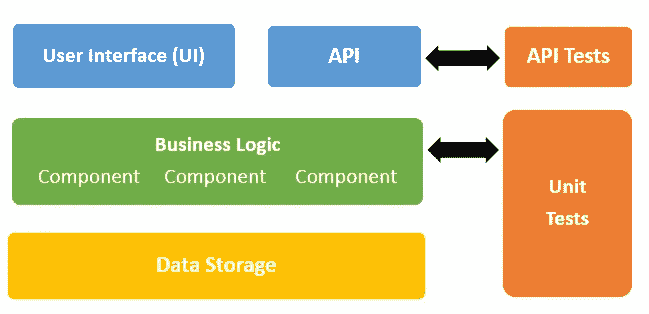 User Interface (UI)
API
API Tests
Business Logic
Component Component Component
Unit
Tests
Data Storage